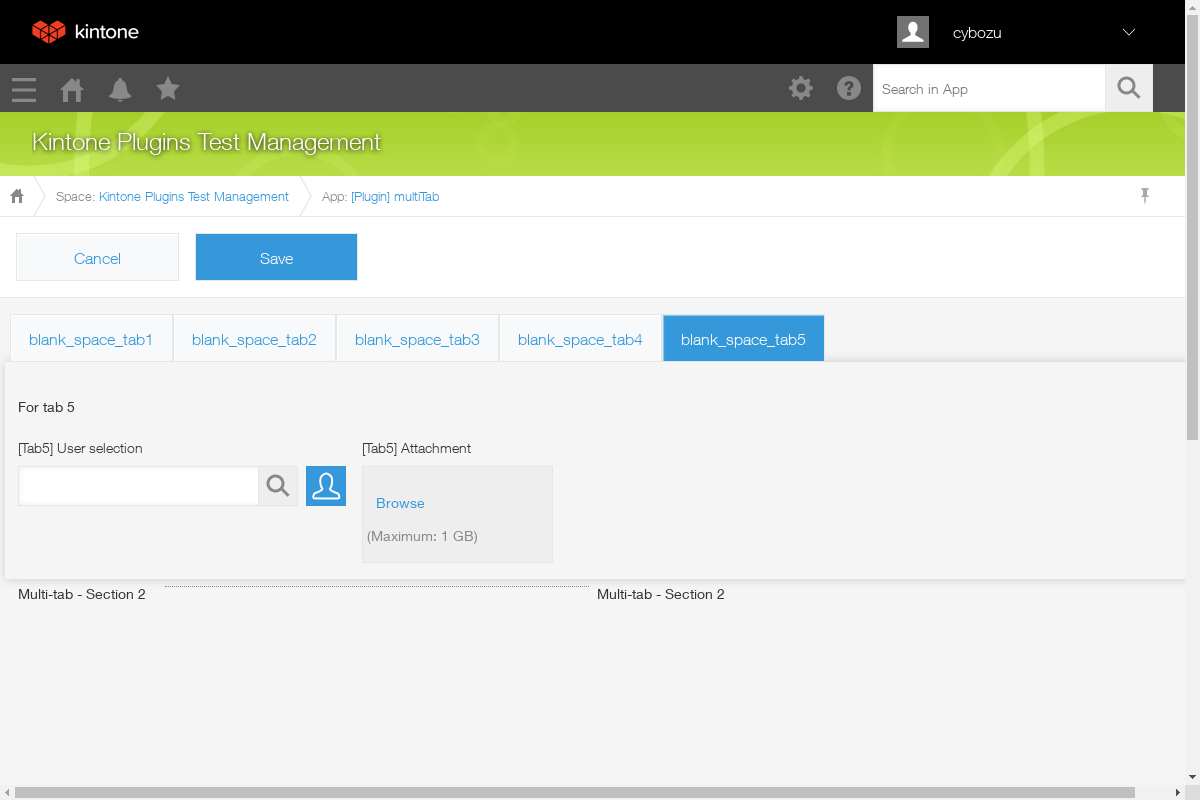 kintone
cybozu
Search in App
Kintone Plugins Test Management
Space: Kintone Plugins Test Management
App: [Plugin] multiTab
Cancel
Save
blank_space_tab1
blank_space_tab2
blank_space_tab3
blank_space_tab4
blank_space_tab5
For tab 5
[Tab5] User selection
[Tab5] Attachment
Browse
(Maximum: 1 GB)
Multi-tab - Section 2
Multi-tab - Section 2